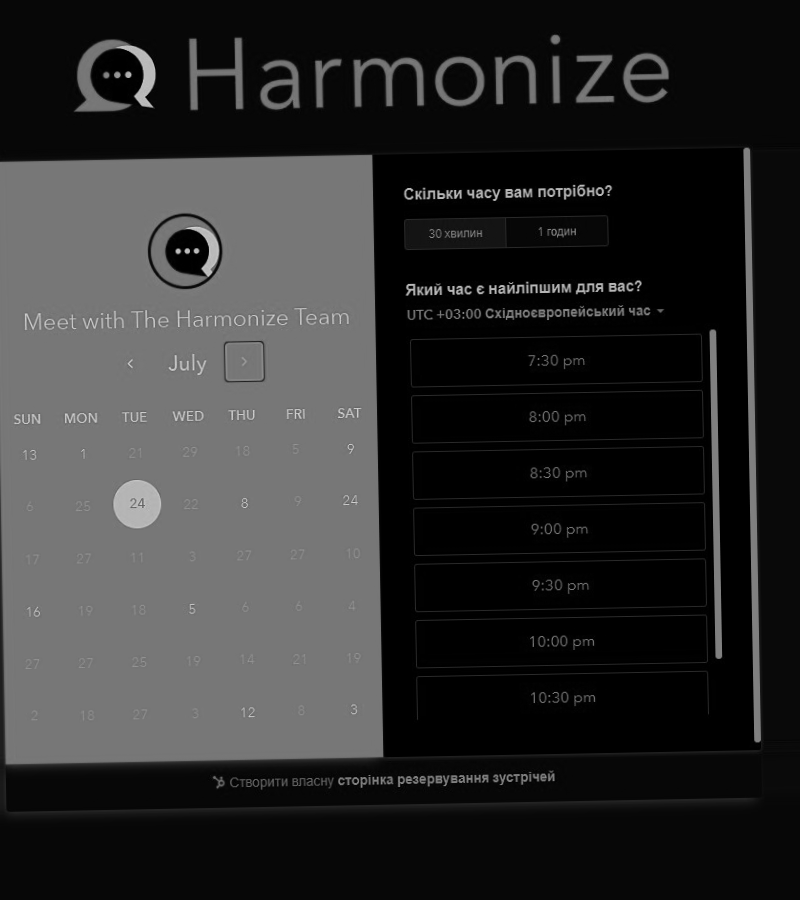 Harmonize
Meet with The Harmonize Team
July
SUN MON TUE WED THU FRI SAT
13 1 21 29 18 5 9
6 25 24 22 8 9 24
17 27 11 3 27 27 10
16 19 18 5 6 6 4
27 27 25 19 14 21 19
2 18 27 3 12 8 3
Скільки часу вам потрібно?
30 хвилин 1 годин
Який час є найліпшим для вас?
UTC +03:00 Східноєвропейський час
7:30 pm
8:00 pm
8:30 pm
9:00 pm
9:30 pm
10:00 pm
10:30 pm
Створити власну сторінка резервування зустрічей